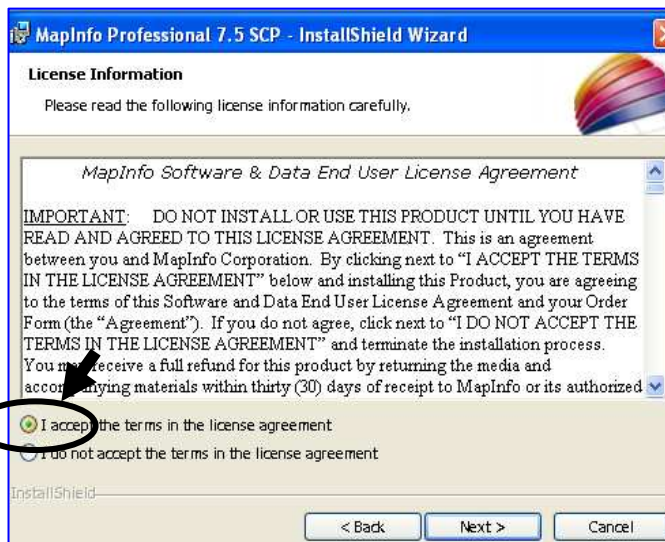 MapInfo Professional 7.5 SCP - InstallShield Wizard
License Information
Please read the following license information carefully.
MapInfo Software & Data End User License Agreement
IMPORTANT: DO NOT INSTALL OR USE THIS PRODUCT UNTIL YOU HAVE
READ AND AGREED TO THIS LICENSE AGREEMENT. This is an agreement
between you and MapInfo Corporation. By clicking next to “I ACCEPT THE TERMS
IN THE LICENSE AGREEMENT” below and installing this Product, you are agreeing
to the terms of this Software and Data End User License Agreement and your Order
Form (the “Agreement”). If you do not agree, click next to “I DO NOT ACCEPT THE
TERMS IN THE LICENSE AGREEMENT” and terminate the installation process.
You may receive a full refund for this product by returning the media and
accompanying materials within thirty (30) days of receipt to MapInfo or its authorized
I accept the terms in the license agreement
I do not accept the terms in the license agreement
InstallShield
< Back Next > Cancel